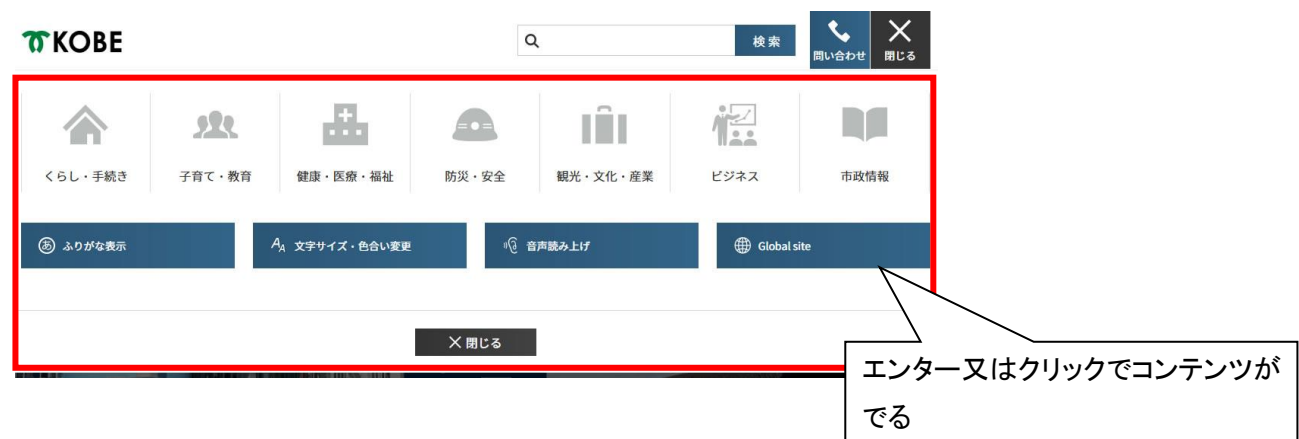 KOBE
検索
問い合わせ
閉じる
くらし・手続き
子育て・教育
健康・医療・福祉
防災・安全
観光・文化・産業
ビジネス
市政情報
あ ふりがな表示
AA 文字サイズ・色合い変更
音声読み上げ
Global site
閉じる
エンター又はクリックでコンテンツが
でる